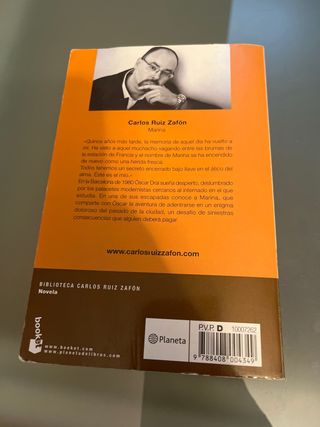 Carlos Ruiz Zafón
Marina
«Quince años más tarde, la memoria de aquel día ha vuelto a
mí. He visto a aquel muchacho vagando entre las brumas de
la estación de Francia y el nombre de Marina se ha encendido
de nuevo como una herida fresca.
Todos tenemos un secreto encerrado bajo llave en el ático del
alma. Éste es el mío.»
En la Barcelona de 1980 Óscar Drai sueña despierto, deslumbrado
por los palacetes modernistas cercanos al internado en el que
estudia. En una de sus escapadas conoce a Marina, que
comparte con Óscar la aventura de adentrarse en un enigma
doloroso del pasado de la ciudad, un desafío de siniestras
consecuencias que alguien deberá pagar.
www.carlosruizzafon.com
BIBLIOTECA CARLOS RUIZ ZAFÓN
Novela
booket
www.booket.com
www.planetadelibros.com
Planeta
P.V.P. D 10007262
9 788408 004349